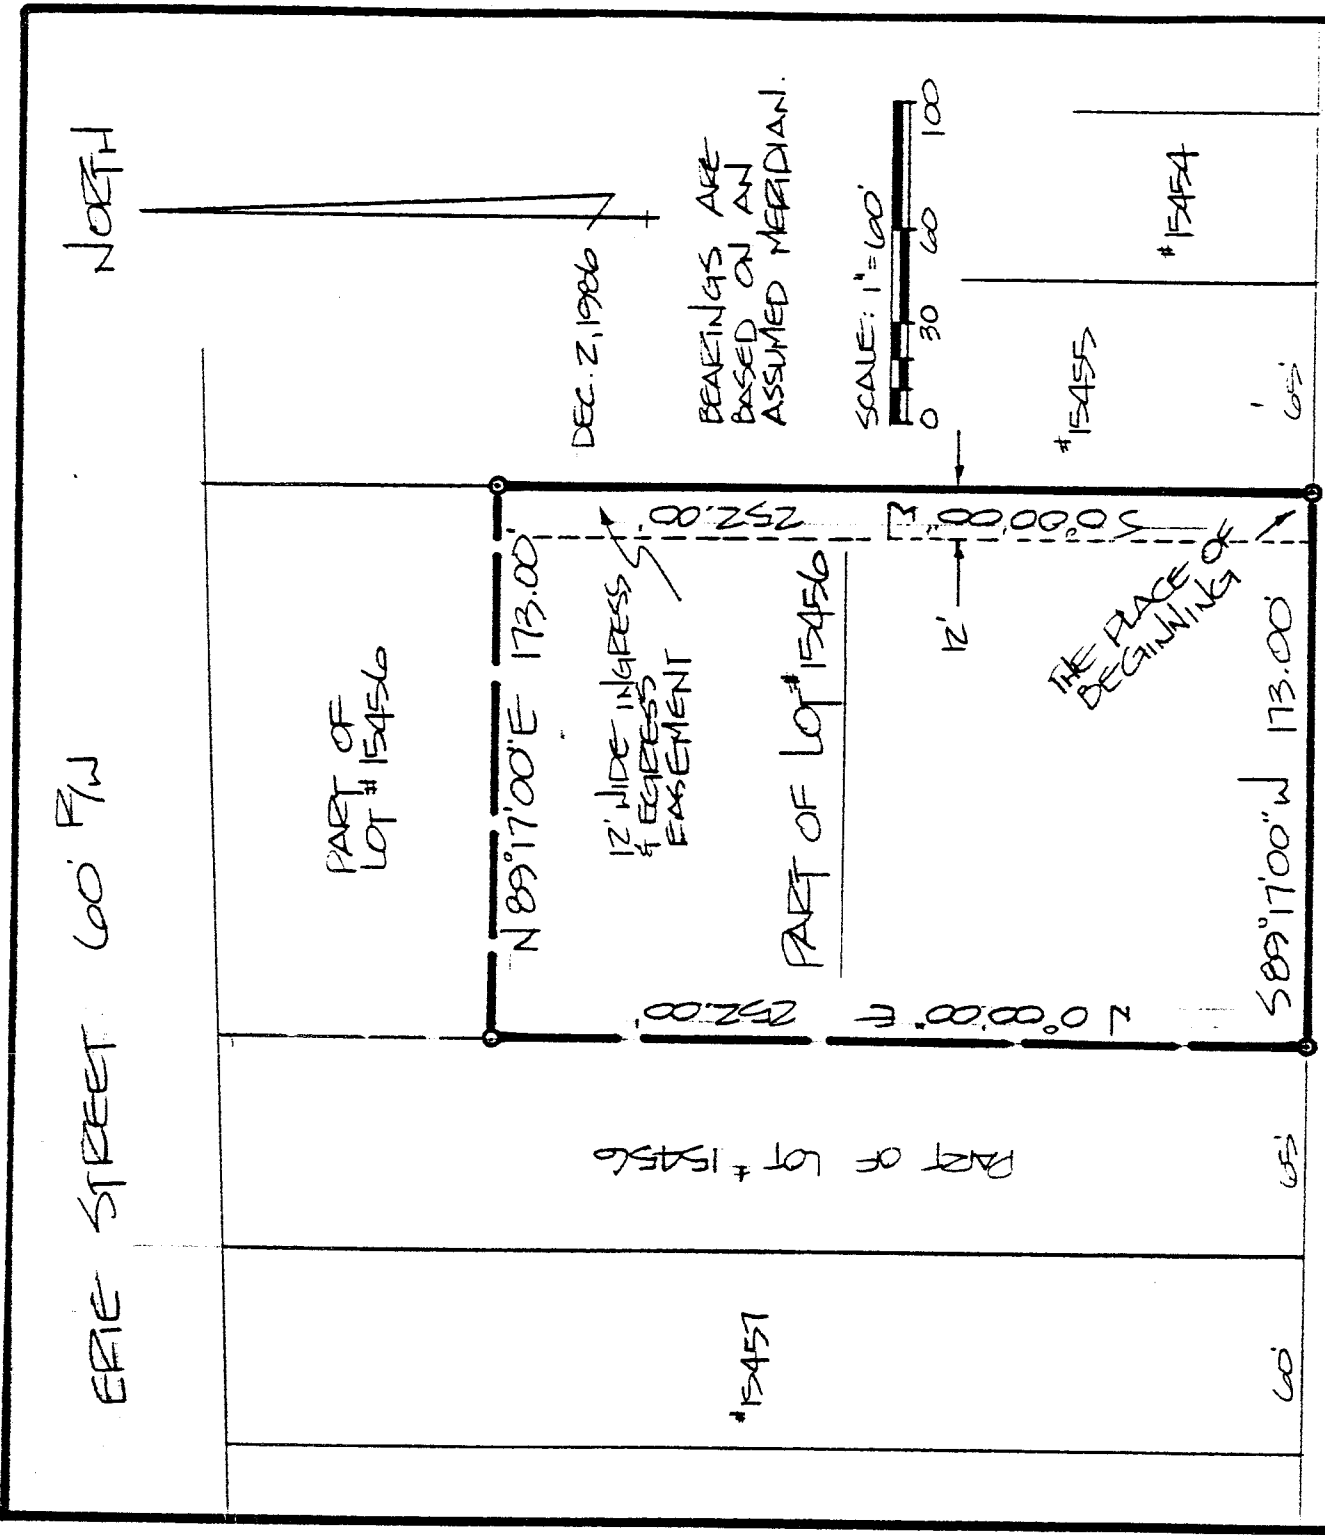 ERIE STREET 60' R/W
NORTH
PART OF
LOT #15456
DEC. 2, 1986
BEARINGS ARE
BASED ON AN
ASSUMED MERIDIAN.
SCALE: 1"=60'
0 30 60 100
N 89°17'00"E 173.00'
12' WIDE INGRESS
& EGRESS
EASEMENT
S 0°00'00" W 252.00'
PART OF LOT #15456
12'
N 0°00'00" E 252.00'
THE PLACE OF
BEGINNING
S 89°17'00" W 173.00'
PART OF LOT #15456
#15457
#15455
#15454
60'
65'
65'